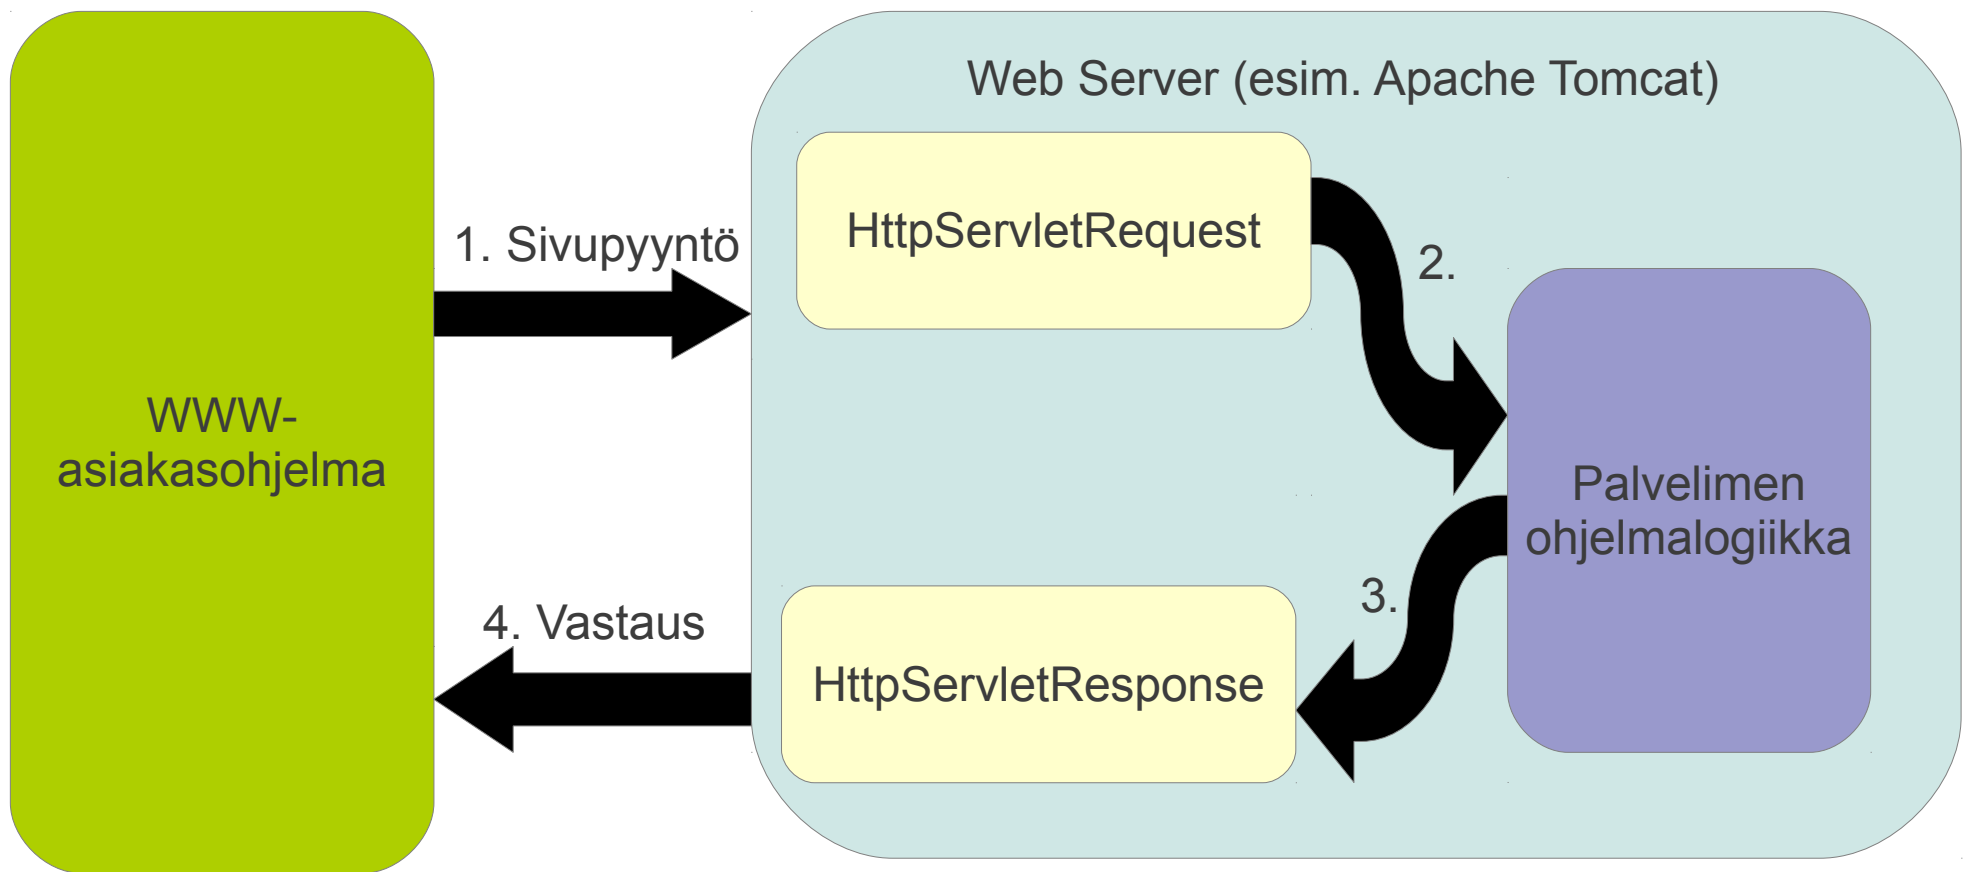 Web Server (esim. Apache Tomcat)
HttpServletRequest
1. Sivupyyntö
2.
WWW-
asiakasohjelma
Palvelimen
ohjelmalogiikka
3.
4. Vastaus
HttpServletResponse